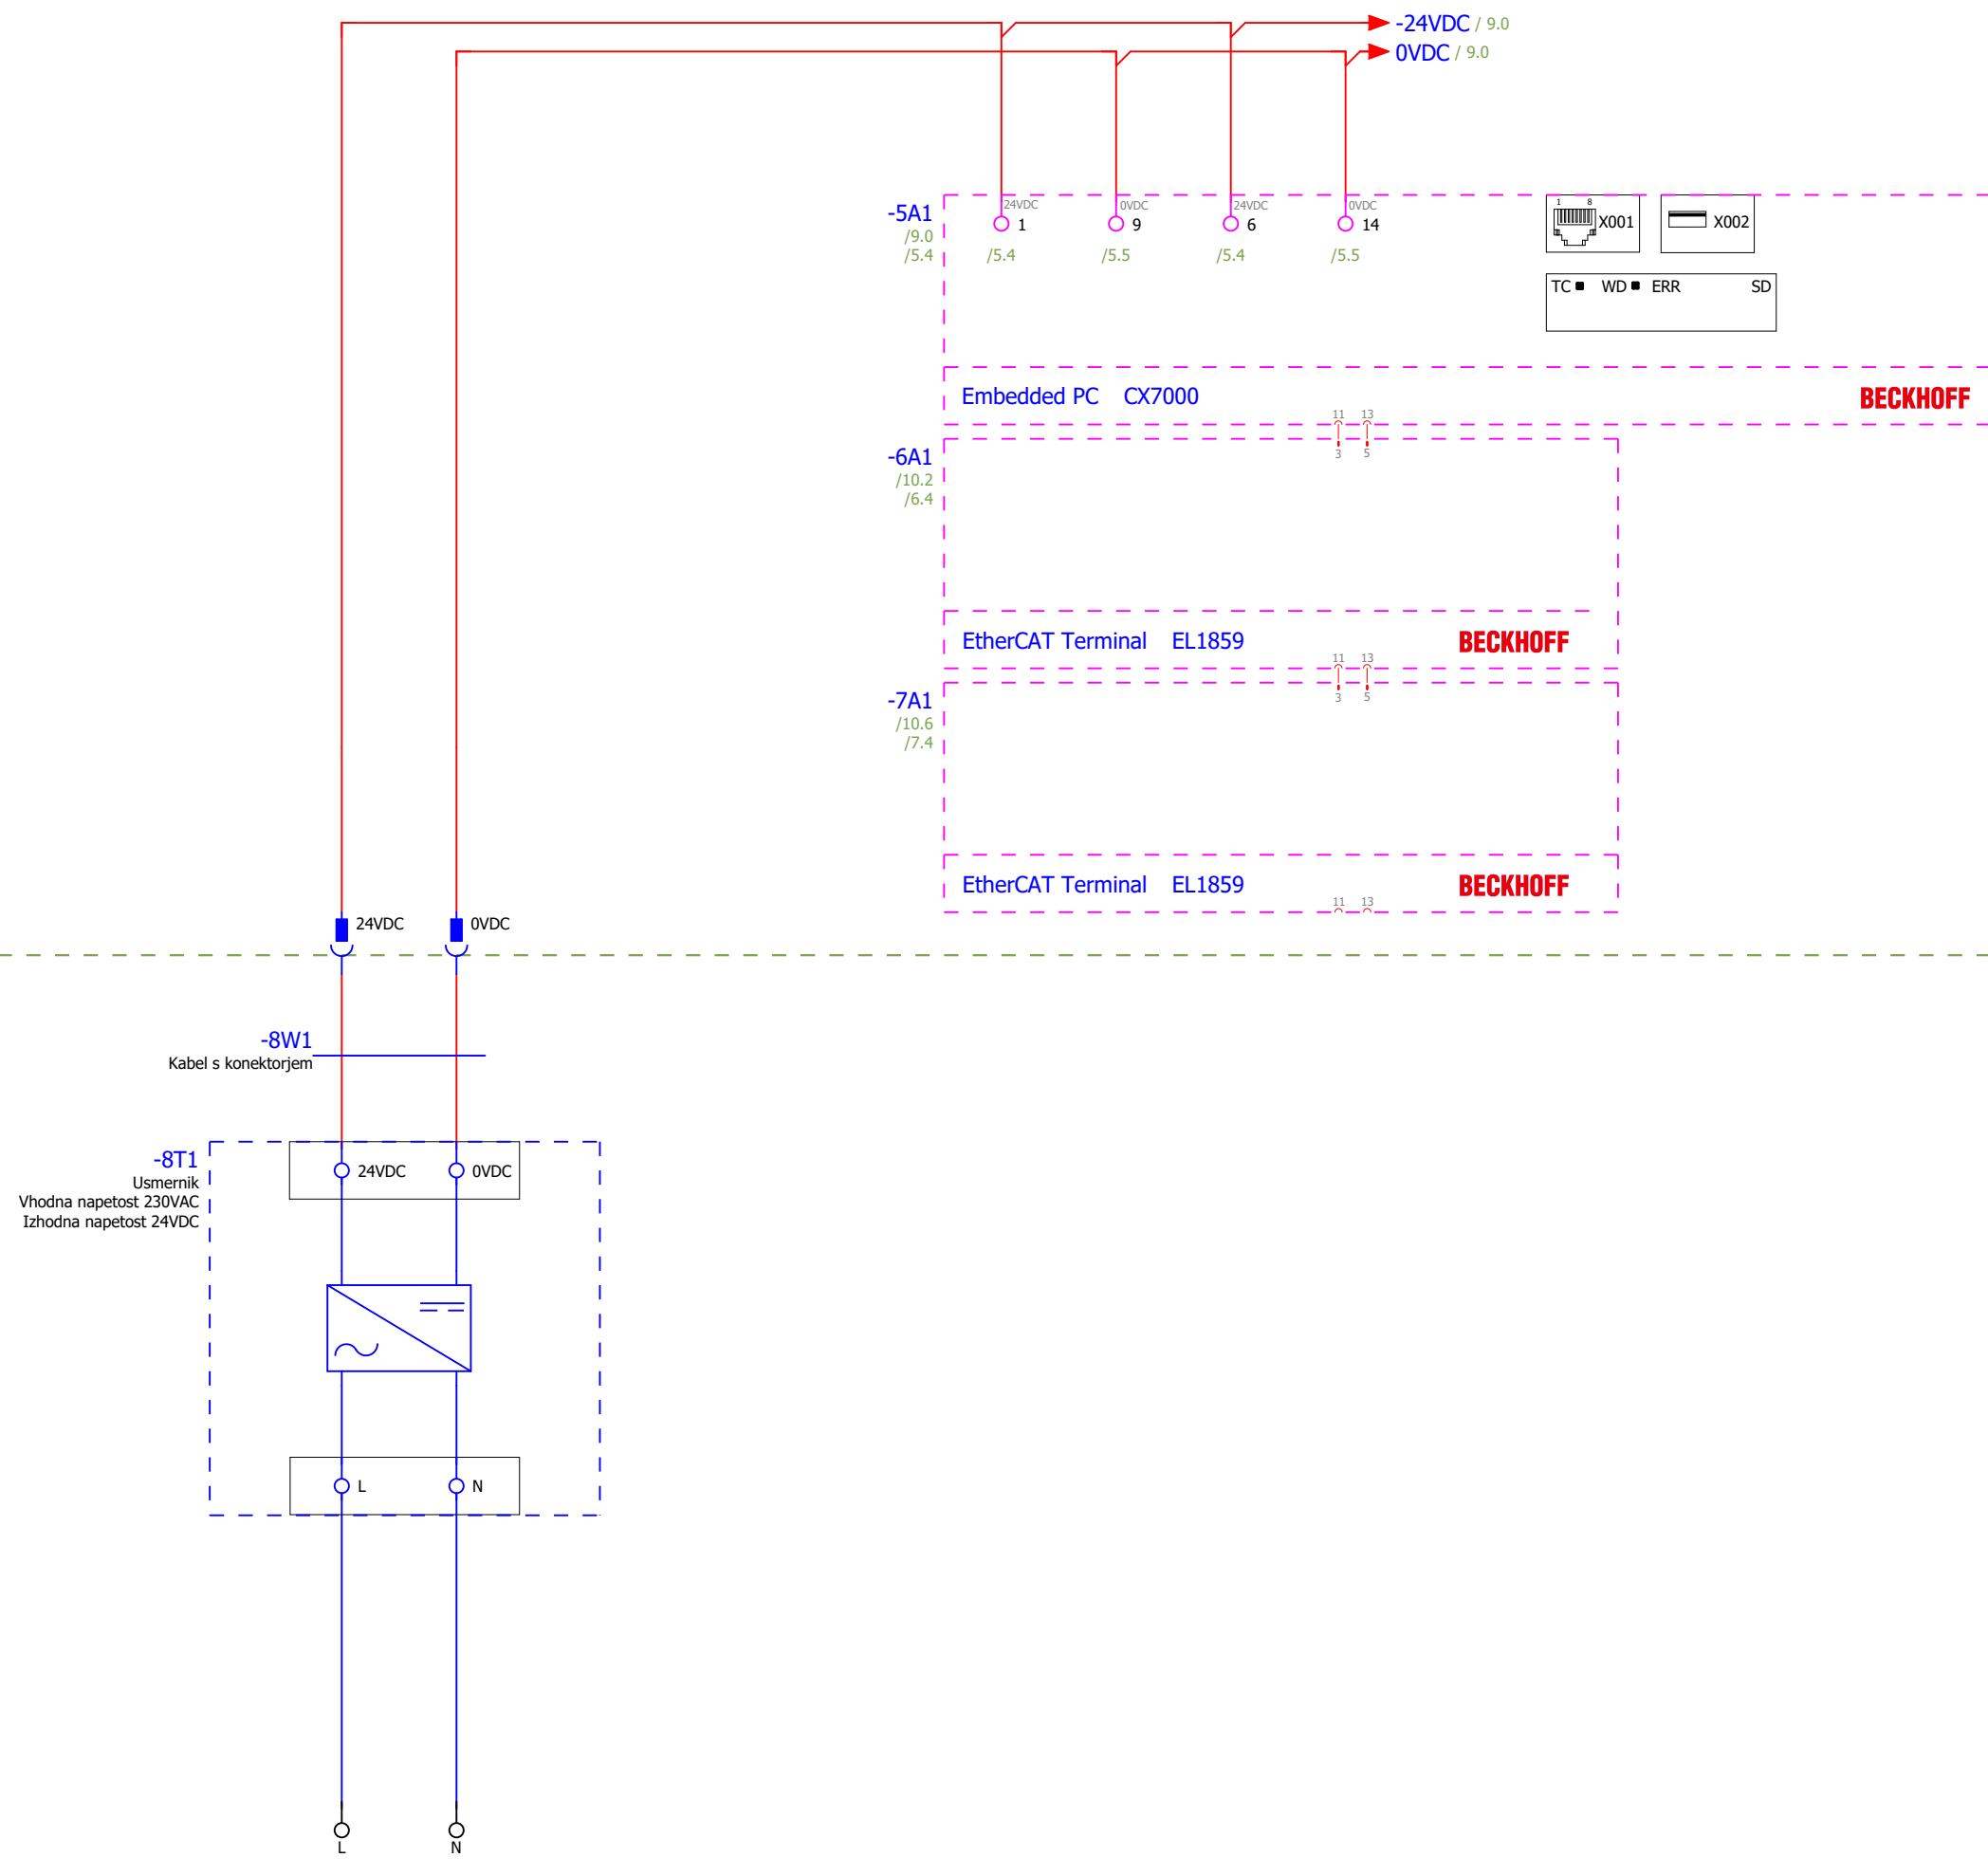 -24VDC / 9.0
0VDC / 9.0
-5A1
/9.0
/5.4
24VDC
1
/5.4
0VDC
9
/5.5
24VDC
6
/5.4
0VDC
14
/5.5
1 8
X001
X002
TC WD ERR SD
Embedded PC CX7000
BECKHOFF
11 13
3 5
-6A1
/10.2
/6.4
EtherCAT Terminal EL1859
BECKHOFF
11 13
3 5
-7A1
/10.6
/7.4
EtherCAT Terminal EL1859
BECKHOFF
11 13
24VDC 0VDC
-8W1
Kabel s konektorjem
-8T1
Usmernik
Vhodna napetost 230VAC
Izhodna napetost 24VDC
24VDC 0VDC
L N
L N